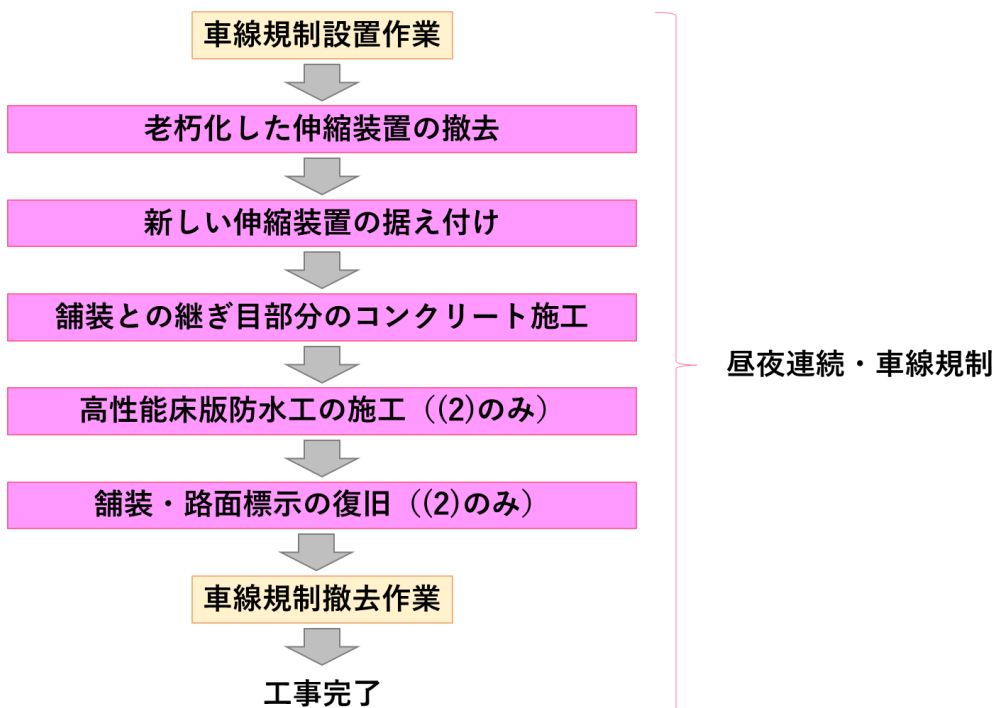 車線規制設置作業
老朽化した伸縮装置の撤去
新しい伸縮装置の据え付け
舗装との継ぎ目部分のコンクリート施工
高性能床版防水工の施工（(2)のみ）
舗装・路面標示の復旧（(2)のみ）
車線規制撤去作業
工事完了
昼夜連続・車線規制